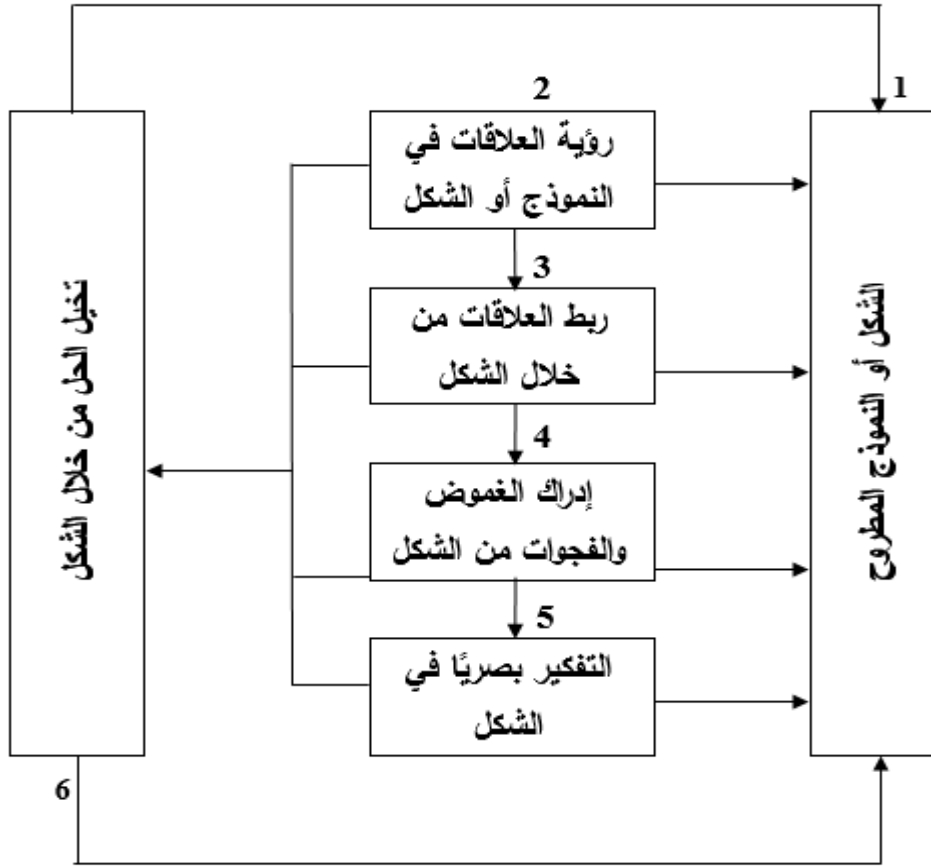 1
الشكل أو النموذج المطروح
2
رؤية العلاقات في
النموذج أو الشكل
3
ربط العلاقات من
خلال الشكل
4
إدراك الغموض
والفجوات من الشكل
5
التفكير بصريًا في
الشكل
6
تخيل الحل من خلال الشكل